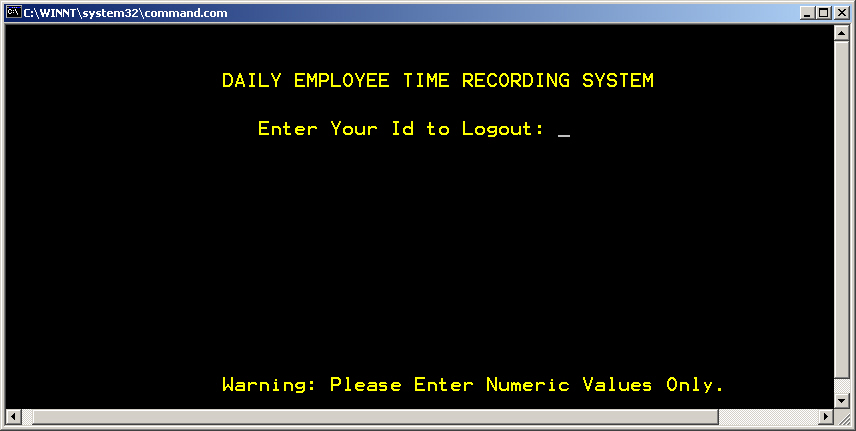 C:\WINNT\system32\command.com
DAILY EMPLOYEE TIME RECORDING SYSTEM
Enter Your Id to Logout: _
Warning: Please Enter Numeric Values Only.